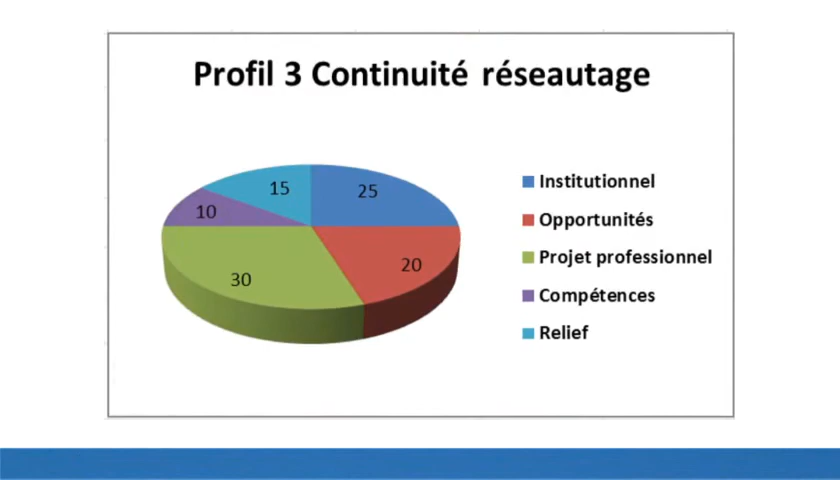 Profil 3 Continuité réseautage
15
25
10
20
30
Institutionnel
Opportunités
Projet professionnel
Compétences
Relief